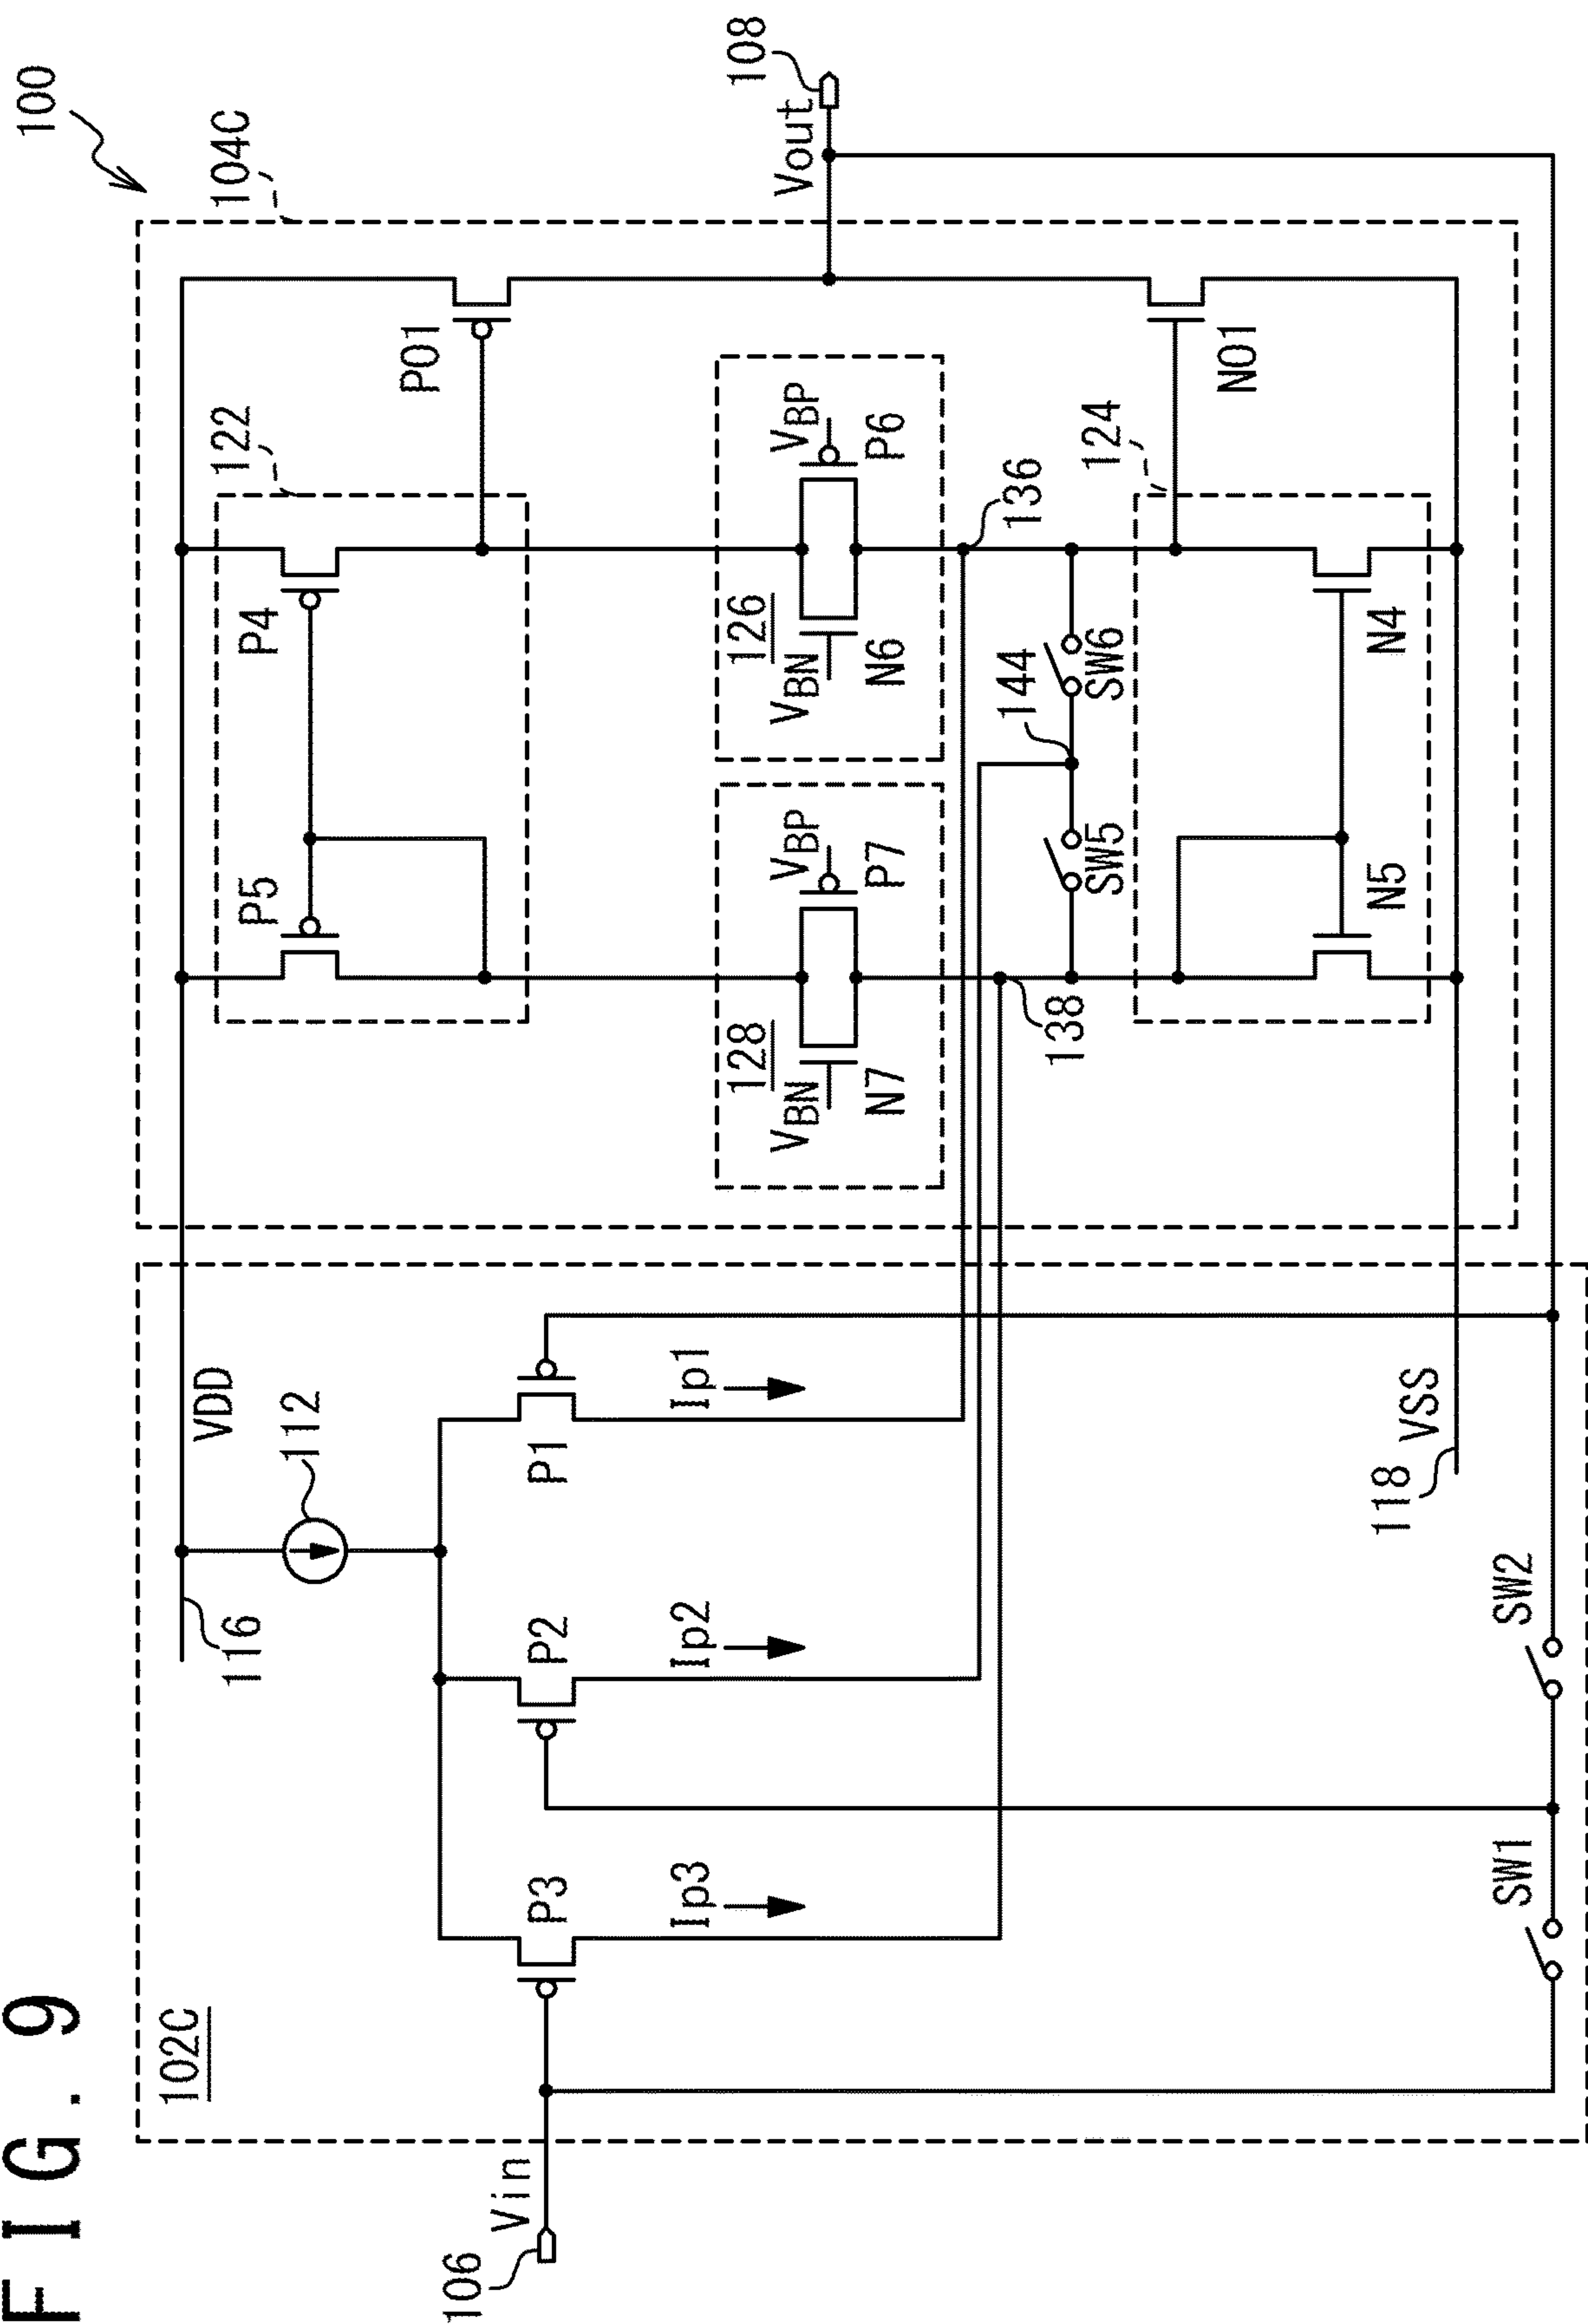 FIG. 9
100
102C
104C
116
VDD
112
122
P5
P4
P01
106
Vin
P3
P2
P1
Ip3
Ip2
Ip1
128
VBN
N7
VBP
P7
126
VBN
N6
VBP
P6
Vout
108
138
136
144
SW5
SW6
124
N5
N4
N01
118
VSS
SW1
SW2